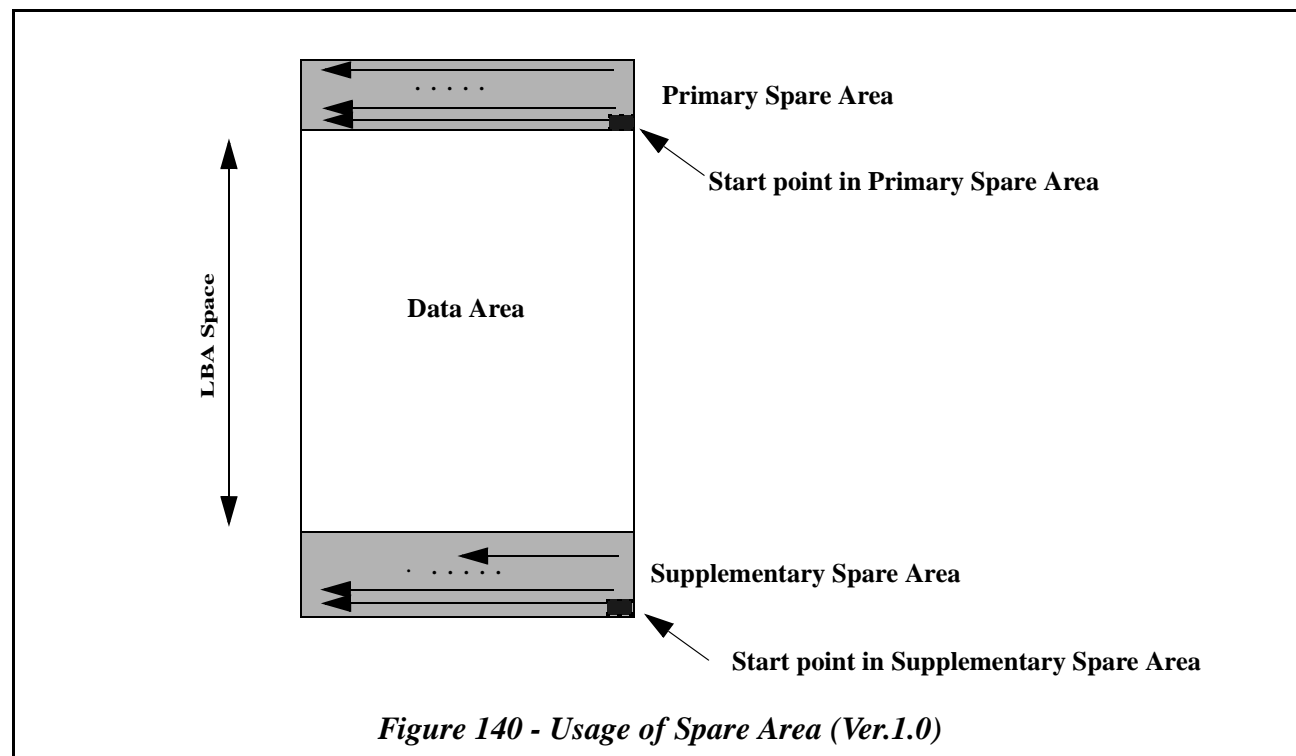 Primary Spare Area
Start point in Primary Spare Area
LBA Space
Data Area
Supplementary Spare Area
Start point in Supplementary Spare Area
Figure 140 - Usage of Spare Area (Ver.1.0)